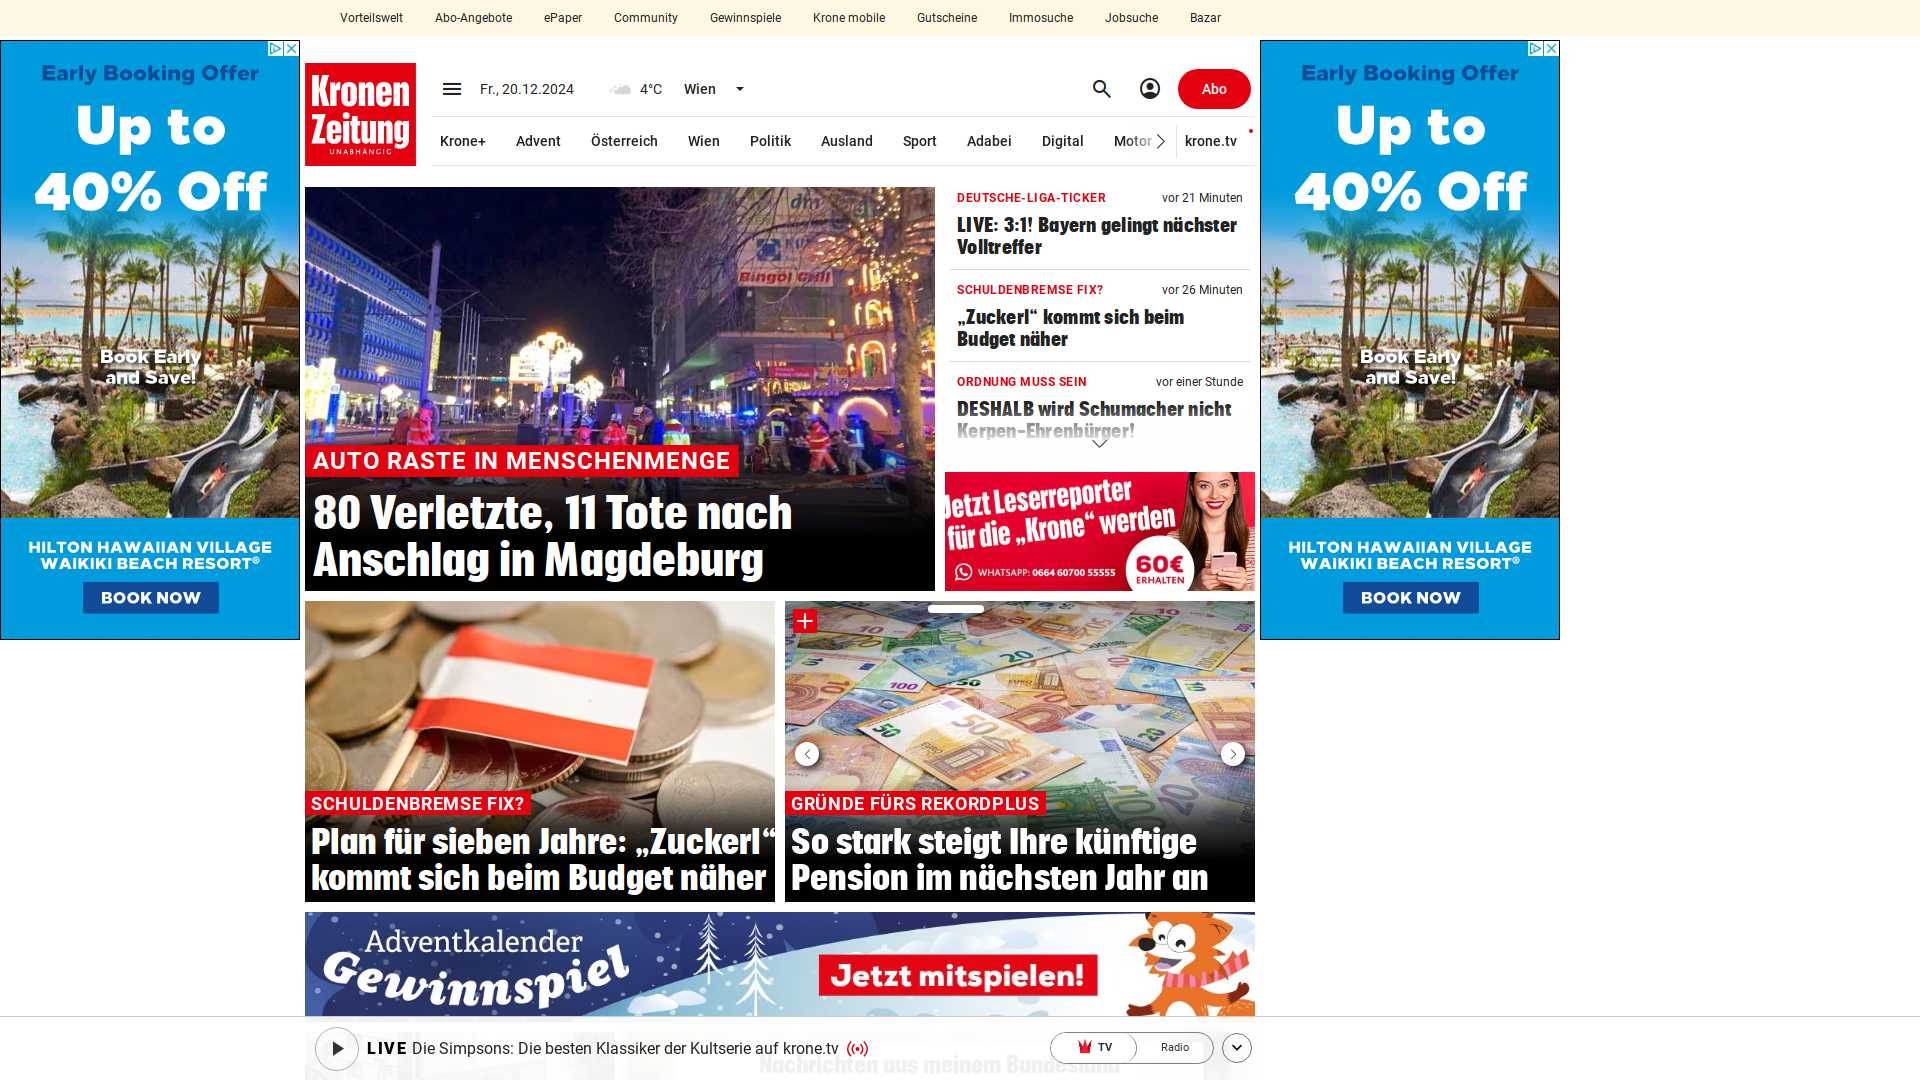 Vorteilswelt
Abo-Angebote
ePaper
Community
Gewinnspiele
Krone mobile
Gutscheine
Immosuche
Jobsuche
Bazar
Early Booking Offer
Up to
40% Off
Book Early
and Save!
HILTON HAWAIIAN VILLAGE
WAIKIKI BEACH RESORT®
BOOK NOW
Kronen
Zeitung
UNABHÄNGIG
Fr., 20.12.2024
4°C
Wien
Abo
Krone+
Advent
Österreich
Wien
Politik
Ausland
Sport
Adabei
Digital
Motor
krone.tv
Bingöl Grill
AUTO RASTE IN MENSCHENMENGE
80 Verletzte, 11 Tote nach
Anschlag in Magdeburg
DEUTSCHE-LIGA-TICKER
vor 21 Minuten
LIVE: 3:1! Bayern gelingt nächster
Volltreffer
SCHULDENBREMSE FIX?
vor 26 Minuten
„Zuckerl“ kommt sich beim
Budget näher
ORDNUNG MUSS SEIN
vor einer Stunde
DESHALB wird Schumacher nicht
Kerpen-Ehrenbürger!
Jetzt Leserreporter
für die „Krone“ werden
WHATSAPP: 0664 60700 55555
60€
ERHALTEN
Early Booking Offer
Up to
40% Off
Book Early
and Save!
HILTON HAWAIIAN VILLAGE
WAIKIKI BEACH RESORT®
BOOK NOW
SCHULDENBREMSE FIX?
Plan für sieben Jahre: „Zuckerl“
kommt sich beim Budget näher
GRÜNDE FÜRS REKORDPLUS
So stark steigt Ihre künftige
Pension im nächsten Jahr an
Adventkalender
Gewinnspiel
Jetzt mitspielen!
LIVE Die Simpsons: Die besten Klassiker der Kultserie auf krone.tv
TV
Radio
Nachrichten aus meinem Bundesland